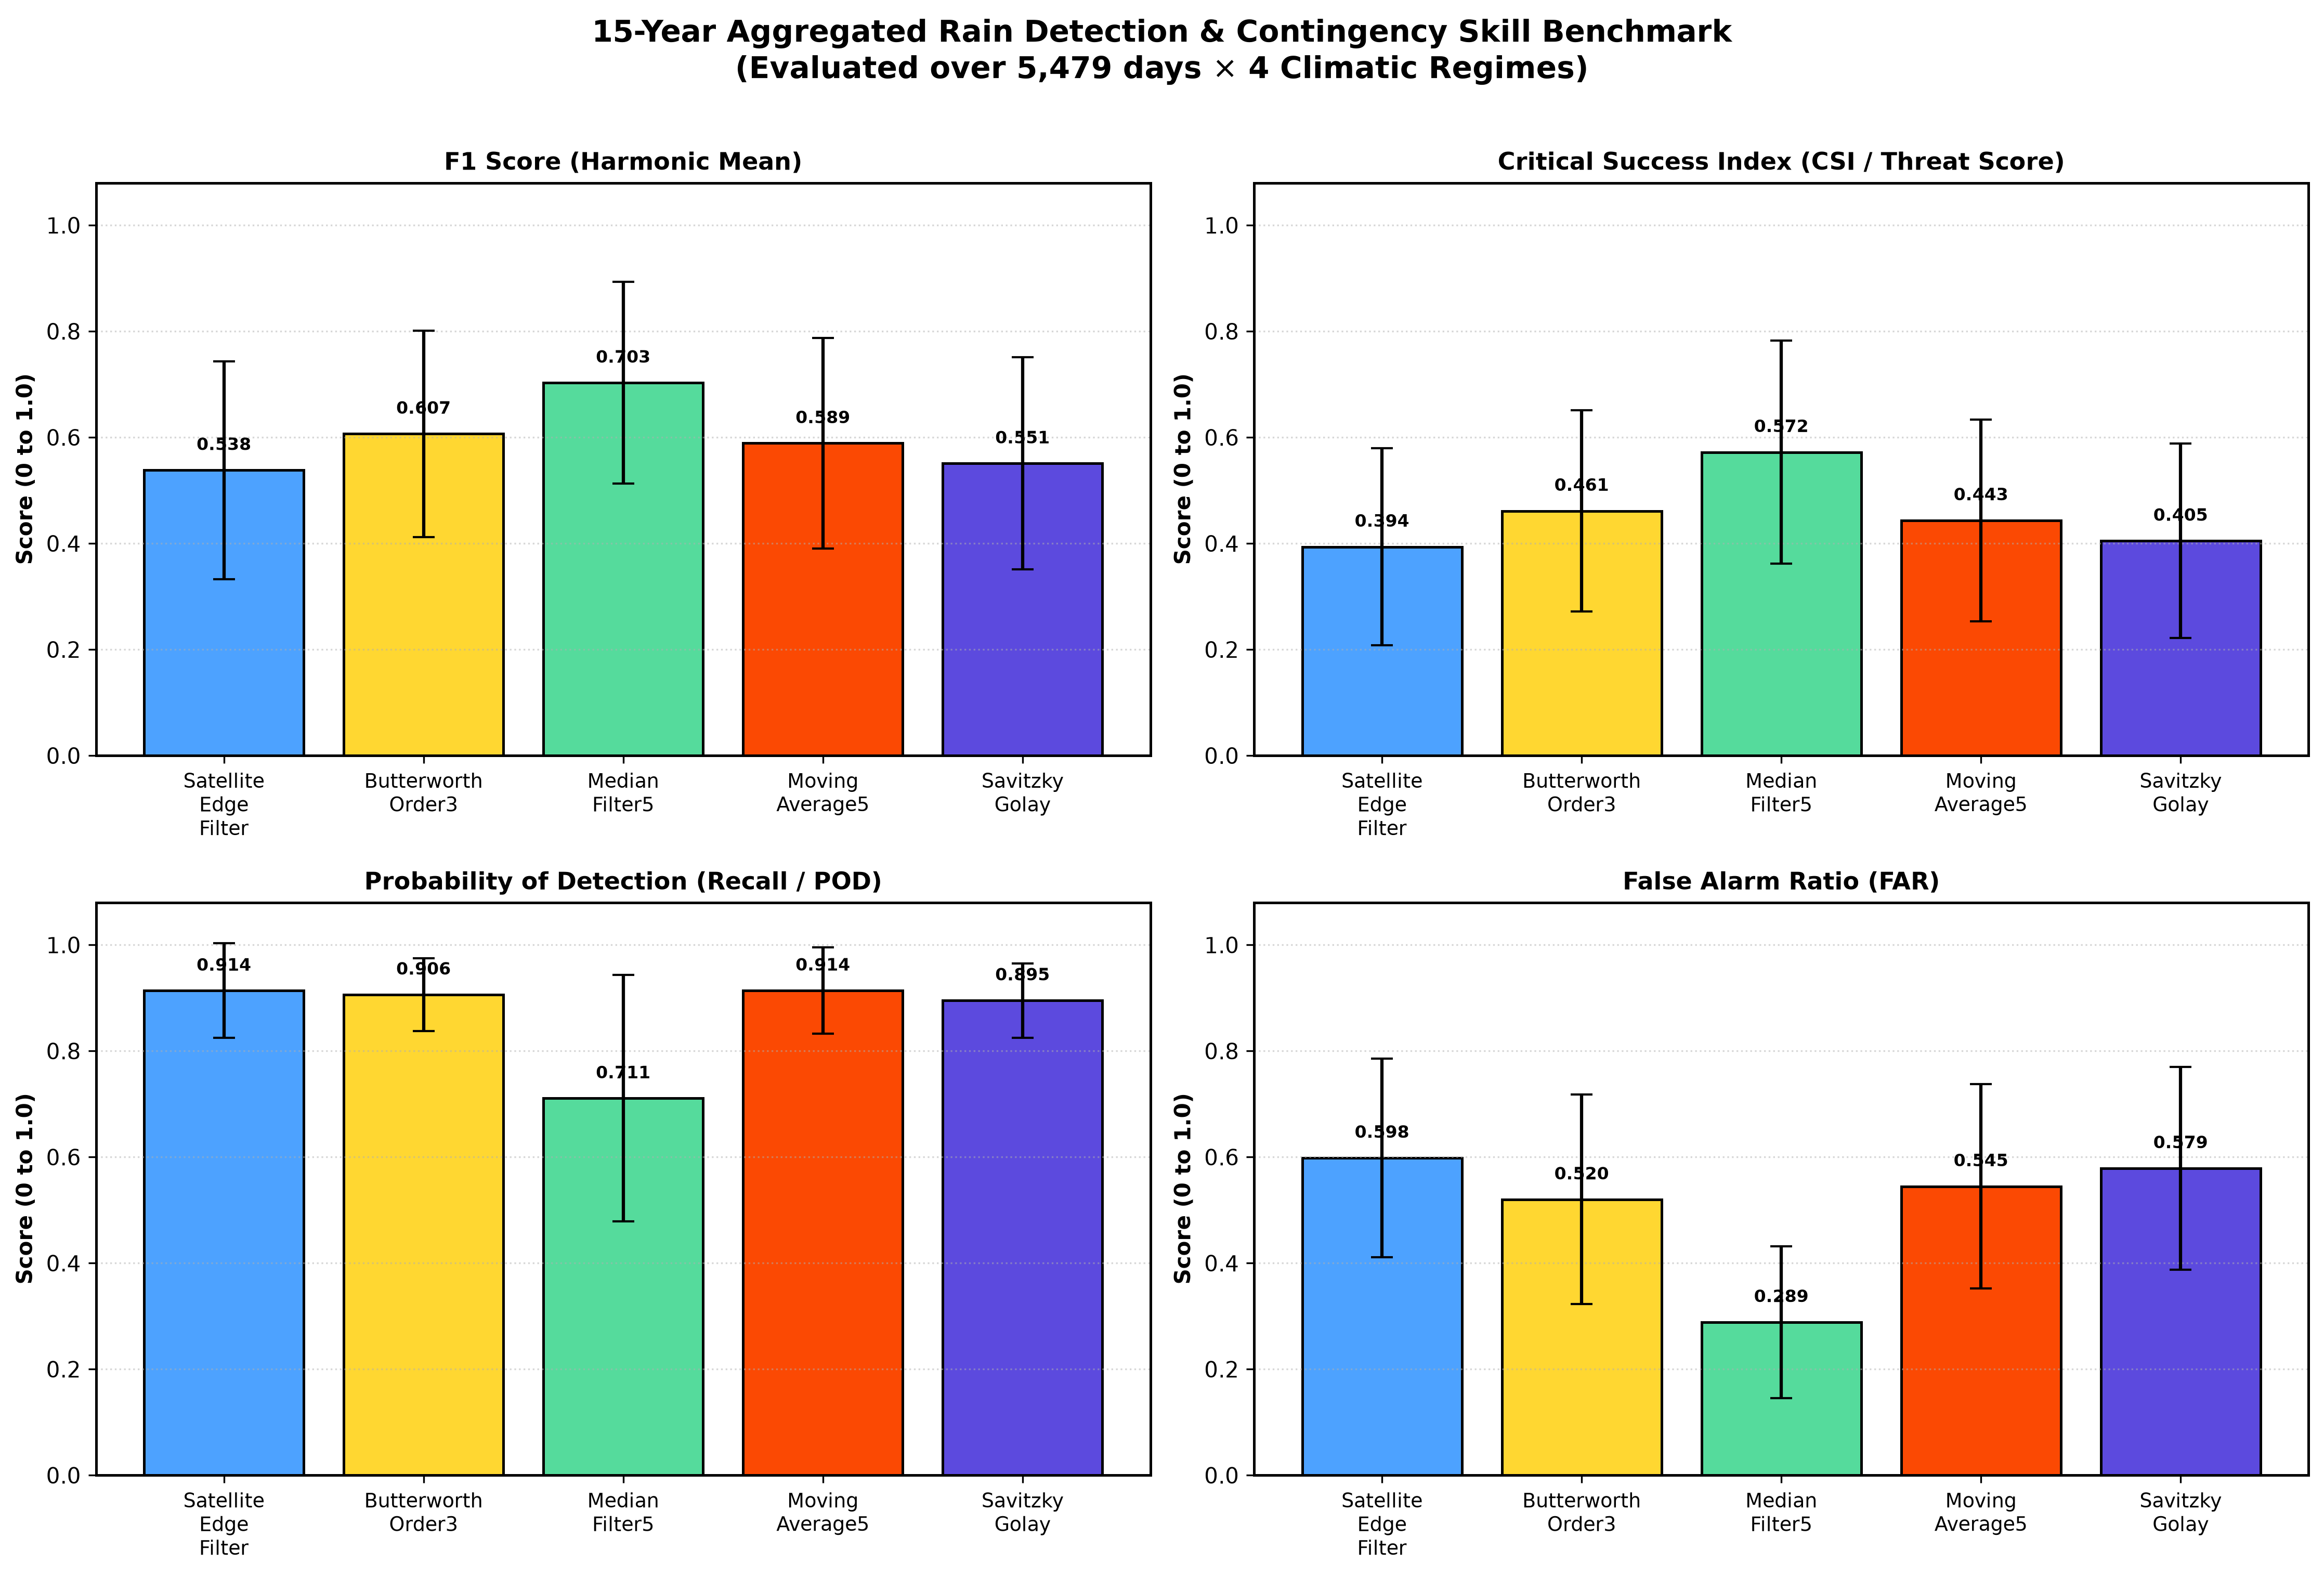 15-Year Aggregated Rain Detection & Contingency Skill Benchmark
(Evaluated over 5,479 days × 4 Climatic Regimes)
F1 Score (Harmonic Mean)
Score (0 to 1.0)
1.0
0.8
0.6
0.4
0.2
0.0
0.538
0.607
0.703
0.589
0.551
Satellite
Edge
Filter
Butterworth
Order3
Median
Filter5
Moving
Average5
Savitzky
Golay
Critical Success Index (CSI / Threat Score)
Score (0 to 1.0)
1.0
0.8
0.6
0.4
0.2
0.0
0.394
0.461
0.572
0.443
0.405
Satellite
Edge
Filter
Butterworth
Order3
Median
Filter5
Moving
Average5
Savitzky
Golay
Probability of Detection (Recall / POD)
Score (0 to 1.0)
1.0
0.8
0.6
0.4
0.2
0.0
0.914
0.906
0.711
0.914
0.895
Satellite
Edge
Filter
Butterworth
Order3
Median
Filter5
Moving
Average5
Savitzky
Golay
False Alarm Ratio (FAR)
Score (0 to 1.0)
1.0
0.8
0.6
0.4
0.2
0.0
0.598
0.520
0.289
0.545
0.579
Satellite
Edge
Filter
Butterworth
Order3
Median
Filter5
Moving
Average5
Savitzky
Golay